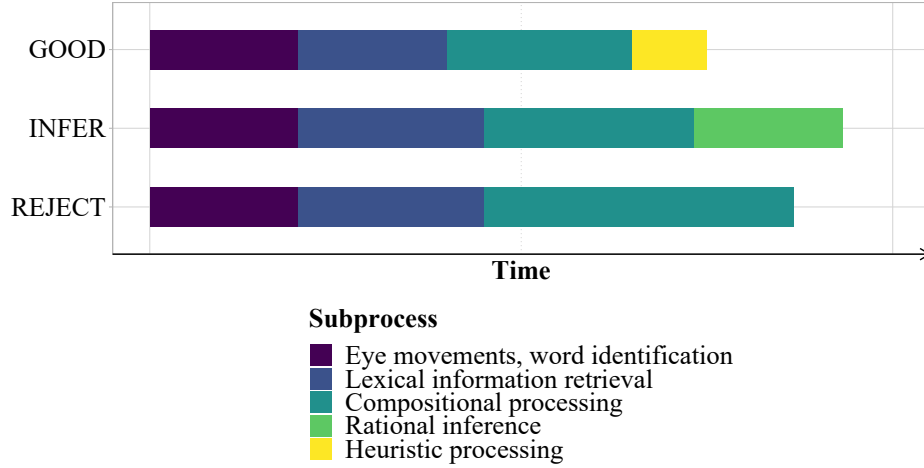 GOOD
INFER
REJECT
Time
Subprocess
Eye movements, word identification
Lexical information retrieval
Compositional processing
Rational inference
Heuristic processing